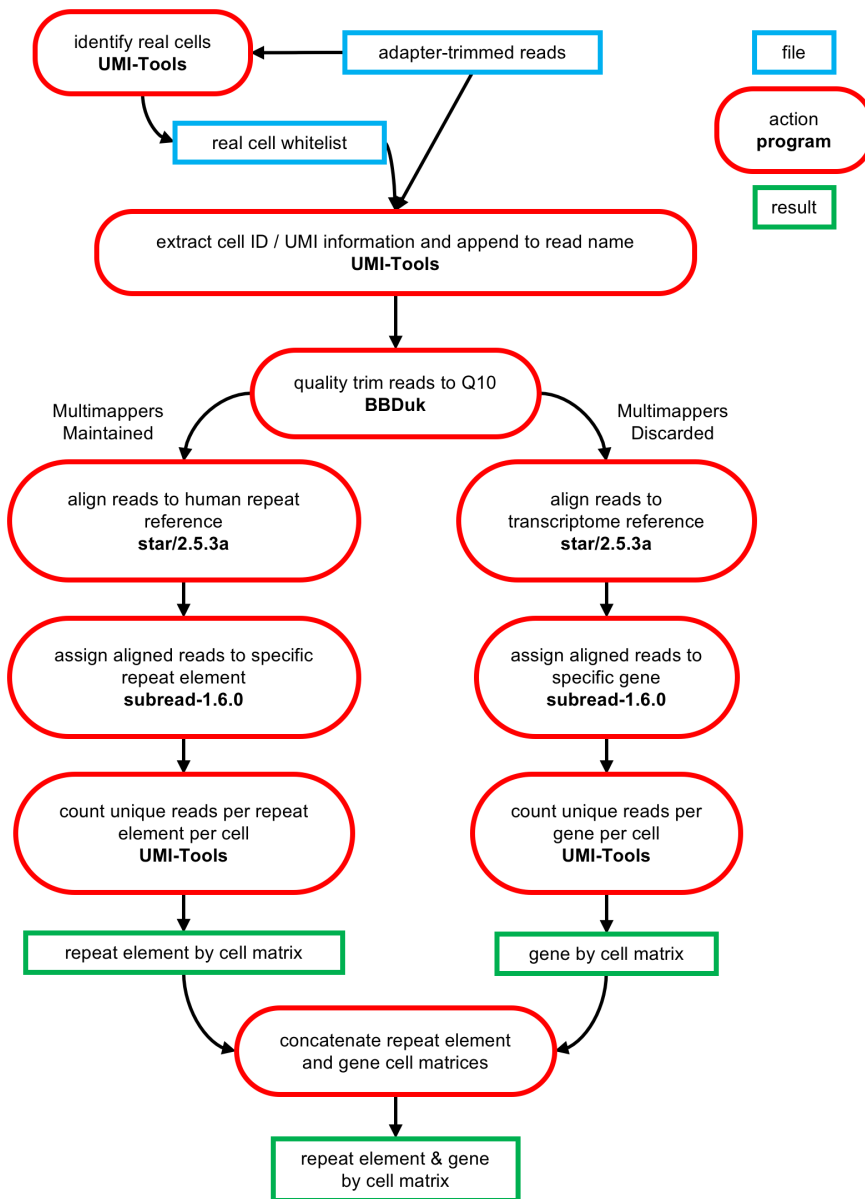 identify real cells
UMI-Tools
adapter-trimmed reads
file
real cell whitelist
action
program
result
extract cell ID / UMI information and append to read name
UMI-Tools
quality trim reads to Q10
BBDuk
Multimappers
Maintained
Multimappers
Discarded
align reads to human repeat
reference
star/2.5.3a
align reads to
transcriptome reference
star/2.5.3a
assign aligned reads to specific
repeat element
subread-1.6.0
assign aligned reads to
specific gene
subread-1.6.0
count unique reads per repeat
element per cell
UMI-Tools
count unique reads per
gene per cell
UMI-Tools
repeat element by cell matrix
gene by cell matrix
concatenate repeat element
and gene cell matrices
repeat element & gene
by cell matrix